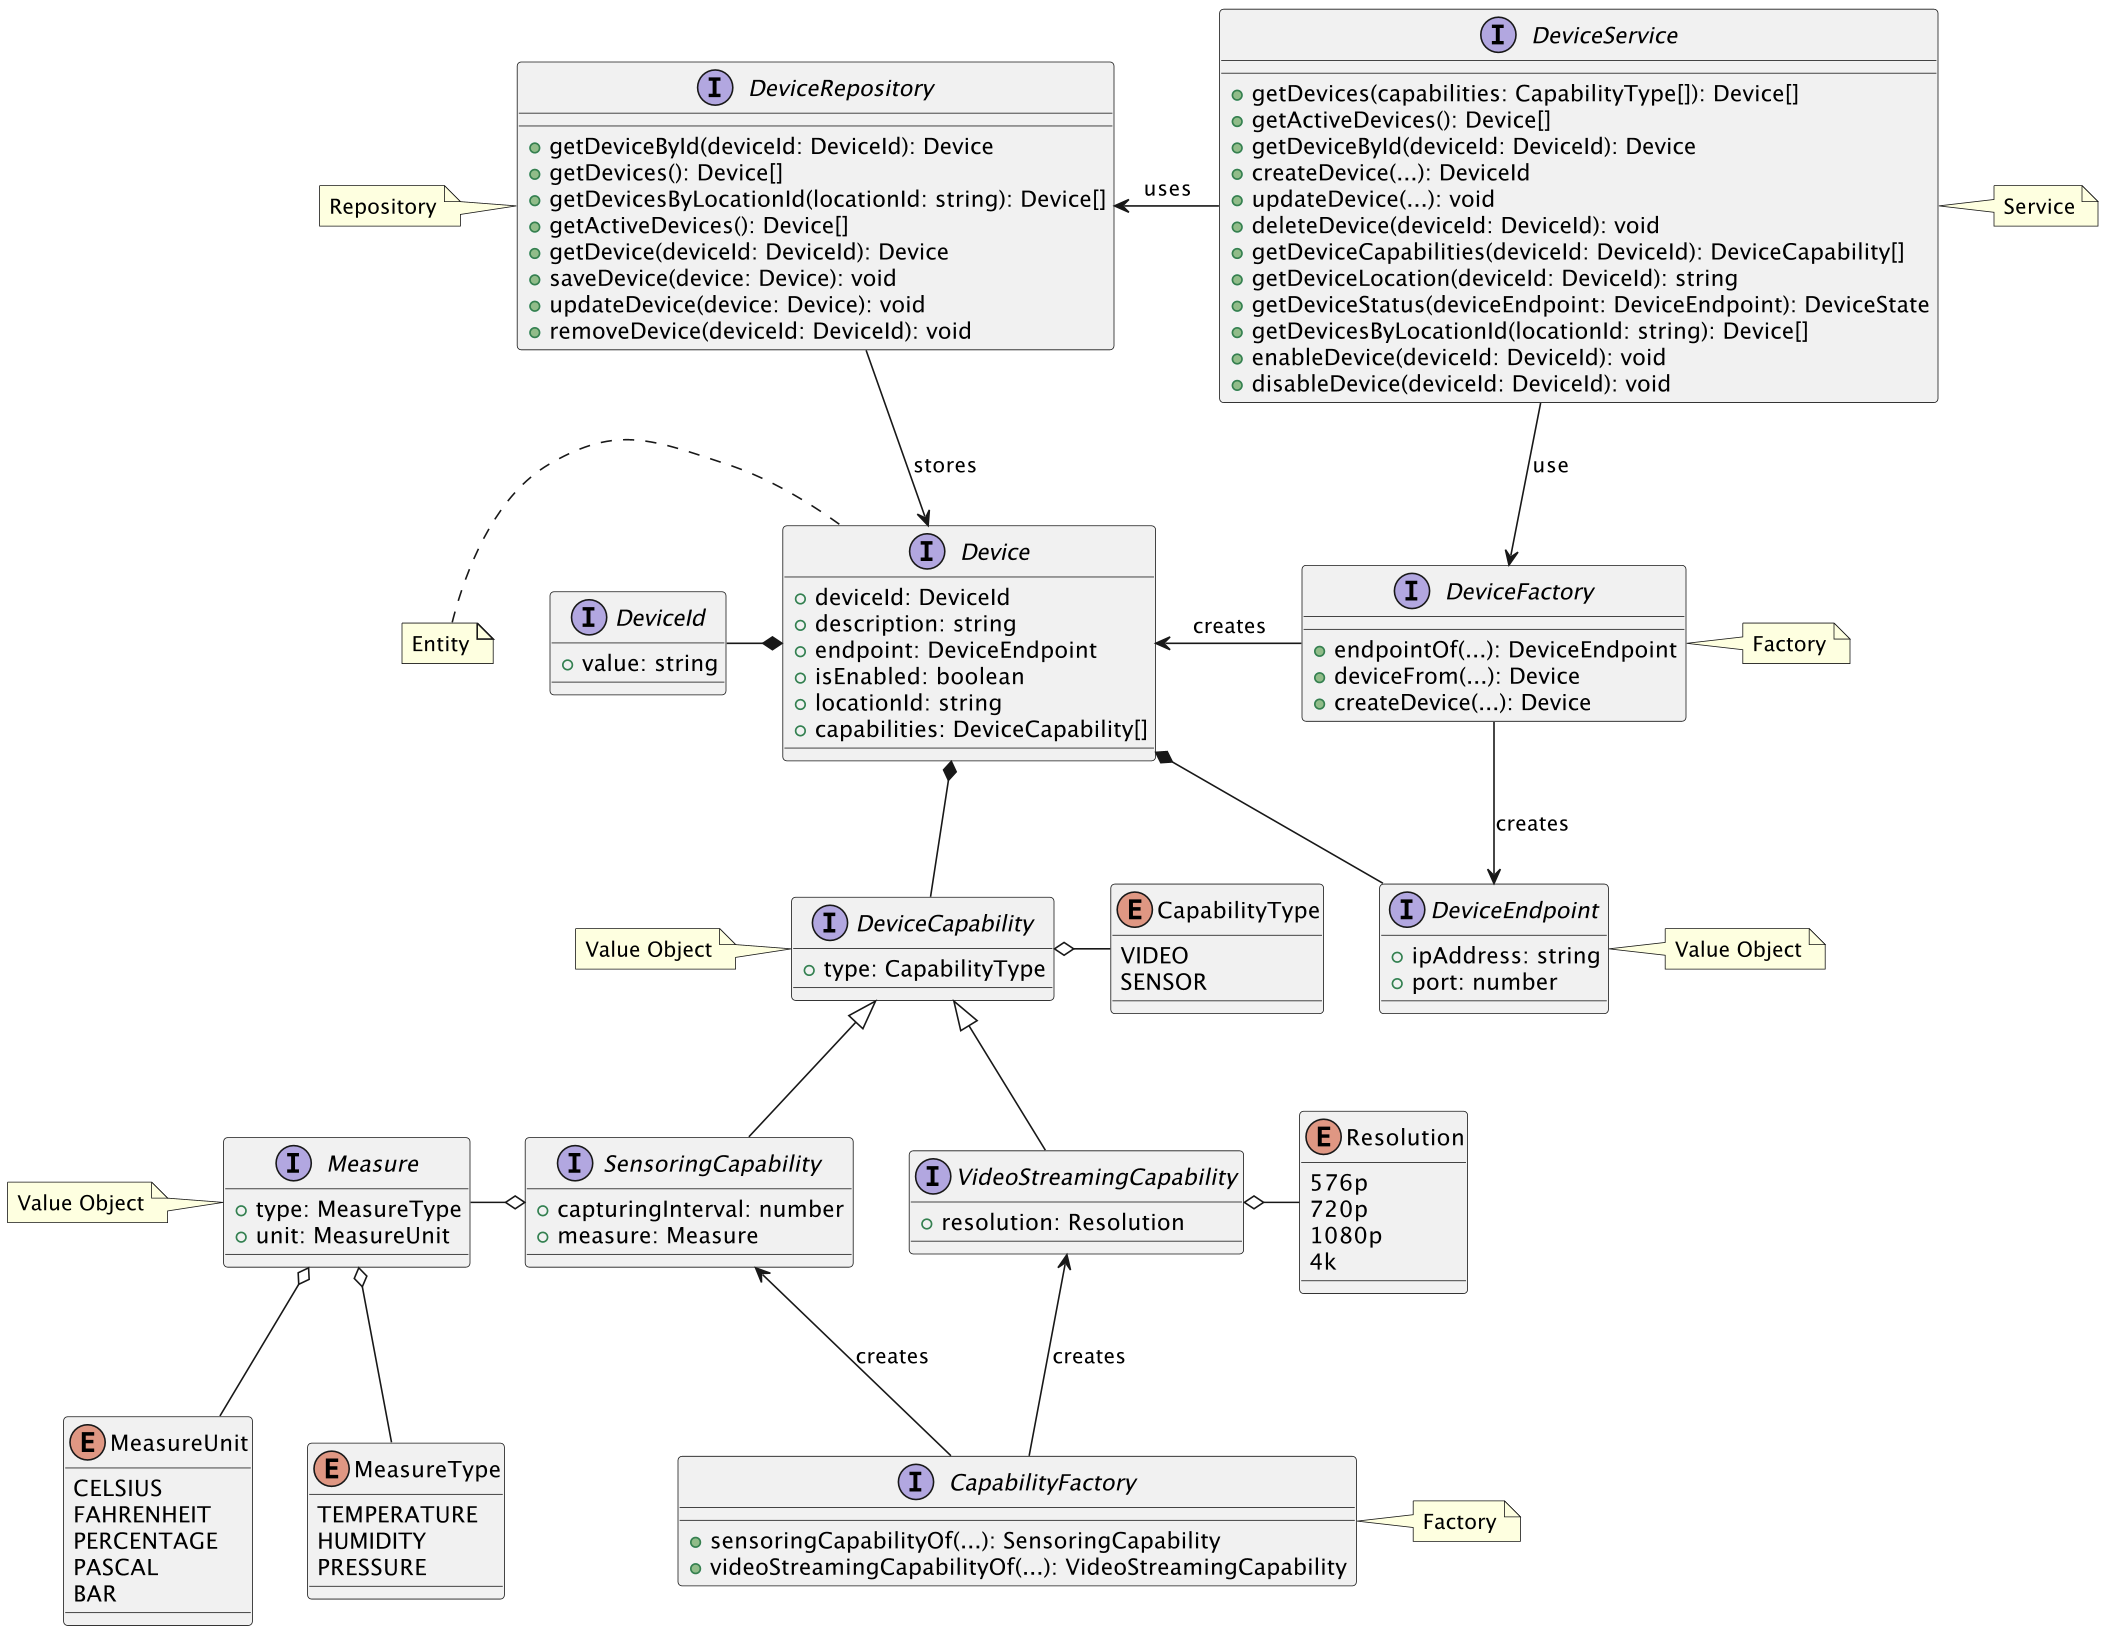 I DeviceService
+ getDevices(capabilities: CapabilityType[]): Device[]
getActiveDevices(): Device[]
getDeviceById(deviceId: DeviceId): Device
createDevice(...): DeviceId
updateDevice(...): void
deleteDevice(deviceId: DeviceId): void
getDeviceCapabilities(deviceId: DeviceId): DeviceCapability[]
getDeviceLocation(deviceId: DeviceId): string
getDeviceStatus(deviceEndpoint: DeviceEndpoint): DeviceState
getDevicesByLocationId(locationId: string): Device[]
enableDevice(deviceId: DeviceId): void
disableDevice(deviceId: DeviceId): void
Service
I DeviceRepository
getDeviceById(deviceId: DeviceId): Device
getDevices(): Device[]
getDevicesByLocationId(locationId: string): Device[]
getActiveDevices(): Device[]
getDevice(deviceId: DeviceId): Device
saveDevice(device: Device): void
updateDevice(device: Device): void
removeDevice(deviceId: DeviceId): void
Repository
uses
stores
use
I Device
deviceId: DeviceId
description: string
endpoint: DeviceEndpoint
isEnabled: boolean
locationId: string
capabilities: DeviceCapability[]
I DeviceId
value: string
Entity
creates
I DeviceFactory
endpointOf(...): DeviceEndpoint
deviceFrom(...): Device
createDevice(...): Device
Factory
creates
Value Object
I DeviceCapability
type: CapabilityType
E CapabilityType
VIDEO
SENSOR
I DeviceEndpoint
ipAddress: string
port: number
Value Object
Value Object
I Measure
type: MeasureType
unit: MeasureUnit
I SensoringCapability
capturingInterval: number
measure: Measure
I VideoStreamingCapability
resolution: Resolution
E Resolution
576p
720p
1080p
4k
creates
creates
E MeasureUnit
CELSIUS
FAHRENHEIT
PERCENTAGE
PASCAL
BAR
E MeasureType
TEMPERATURE
HUMIDITY
PRESSURE
I CapabilityFactory
sensoringCapabilityOf(...): SensoringCapability
videoStreamingCapabilityOf(...): VideoStreamingCapability
Factory